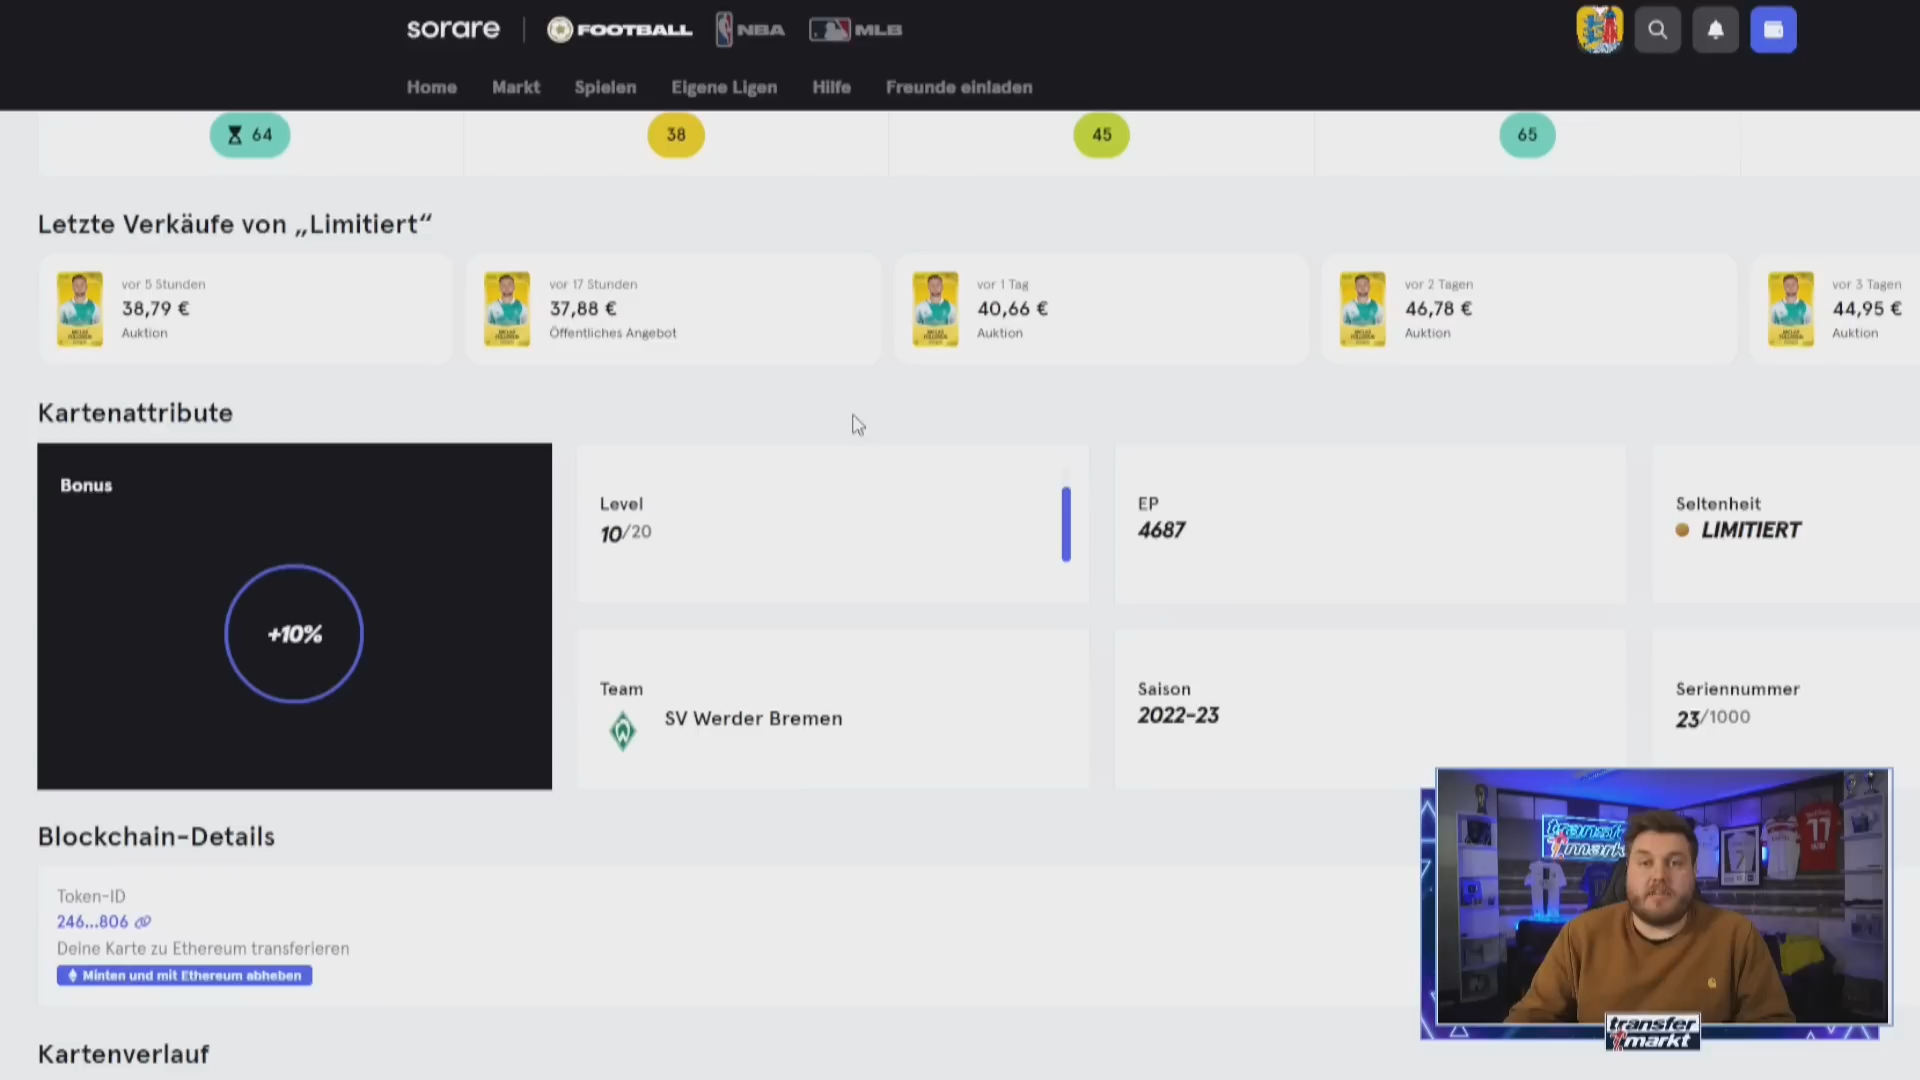 sorare
FOOTBALL
NBA
MLB
Home
Markt
Spielen
Eigene Ligen
Hilfe
Freunde einladen
64
38
45
65
Letzte Verkäufe von „Limitiert“
vor 5 Stunden
38,79 €
Auktion
vor 17 Stunden
37,88 €
Öffentliches Angebot
vor 1 Tag
40,66 €
Auktion
vor 2 Tagen
46,78 €
Auktion
vor 3 Tagen
44,95 €
Auktion
Kartenattribute
Bonus
+10%
Level
10/20
EP
4687
Seltenheit
LIMITIERT
Team
SV Werder Bremen
Saison
2022-23
Seriennummer
23/1000
Blockchain-Details
Token-ID
246...806
Deine Karte zu Ethereum transferieren
Minten und mit Ethereum abheben
Kartenverlauf
17
7
transfer
markt